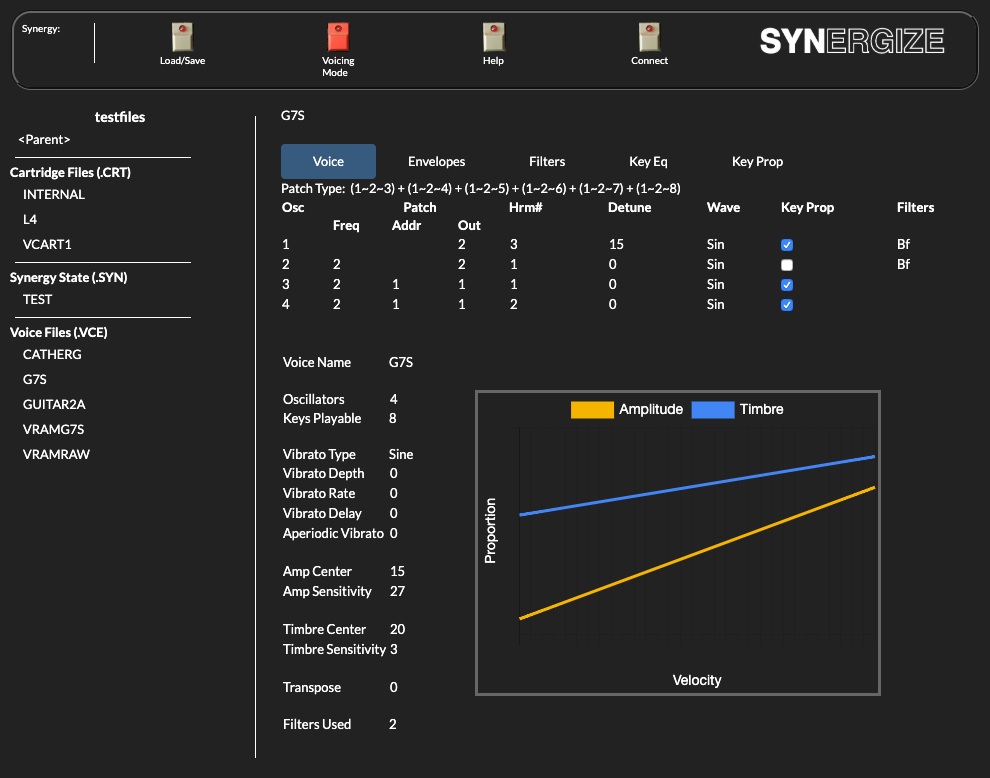 Synergy:
Load/Save
Voicing
Mode
Help
Connect
SYNERGIZE
testfiles
<Parent>
Cartridge Files (.CRT)
INTERNAL
L4
VCART1
Synergy State (.SYN)
TEST
Voice Files (.VCE)
CATHERG
G7S
GUITAR2A
VRAMG7S
VRAMRAW
G7S
Voice Envelopes Filters Key Eq Key Prop
Patch Type: (1~2~3) + (1~2~4) + (1~2~5) + (1~2~6) + (1~2~7) + (1~2~8)
Osc Patch Hrm# Detune Wave Key Prop Filters
Freq Addr Out
1 2 3 15 Sin Bf
2 2 2 1 0 Sin Bf
3 2 1 1 1 0 Sin
4 2 1 1 2 0 Sin
Voice Name G7S
Oscillators 4
Keys Playable 8
Vibrato Type Sine
Vibrato Depth 0
Vibrato Rate 0
Vibrato Delay 0
Aperiodic Vibrato 0
Amp Center 15
Amp Sensitivity 27
Timbre Center 20
Timbre Sensitivity 3
Transpose 0
Filters Used 2
Amplitude Timbre
Proportion
Velocity